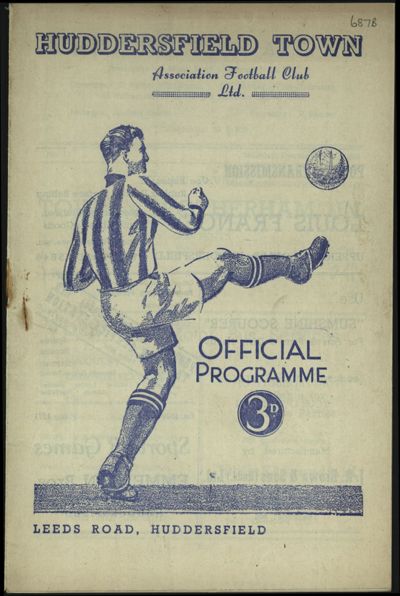 6878
HUDDERSFIELD TOWN
Association Football Club
Ltd.
OFFICIAL
PROGRAMME
3D.
LEEDS ROAD, HUDDERSFIELD